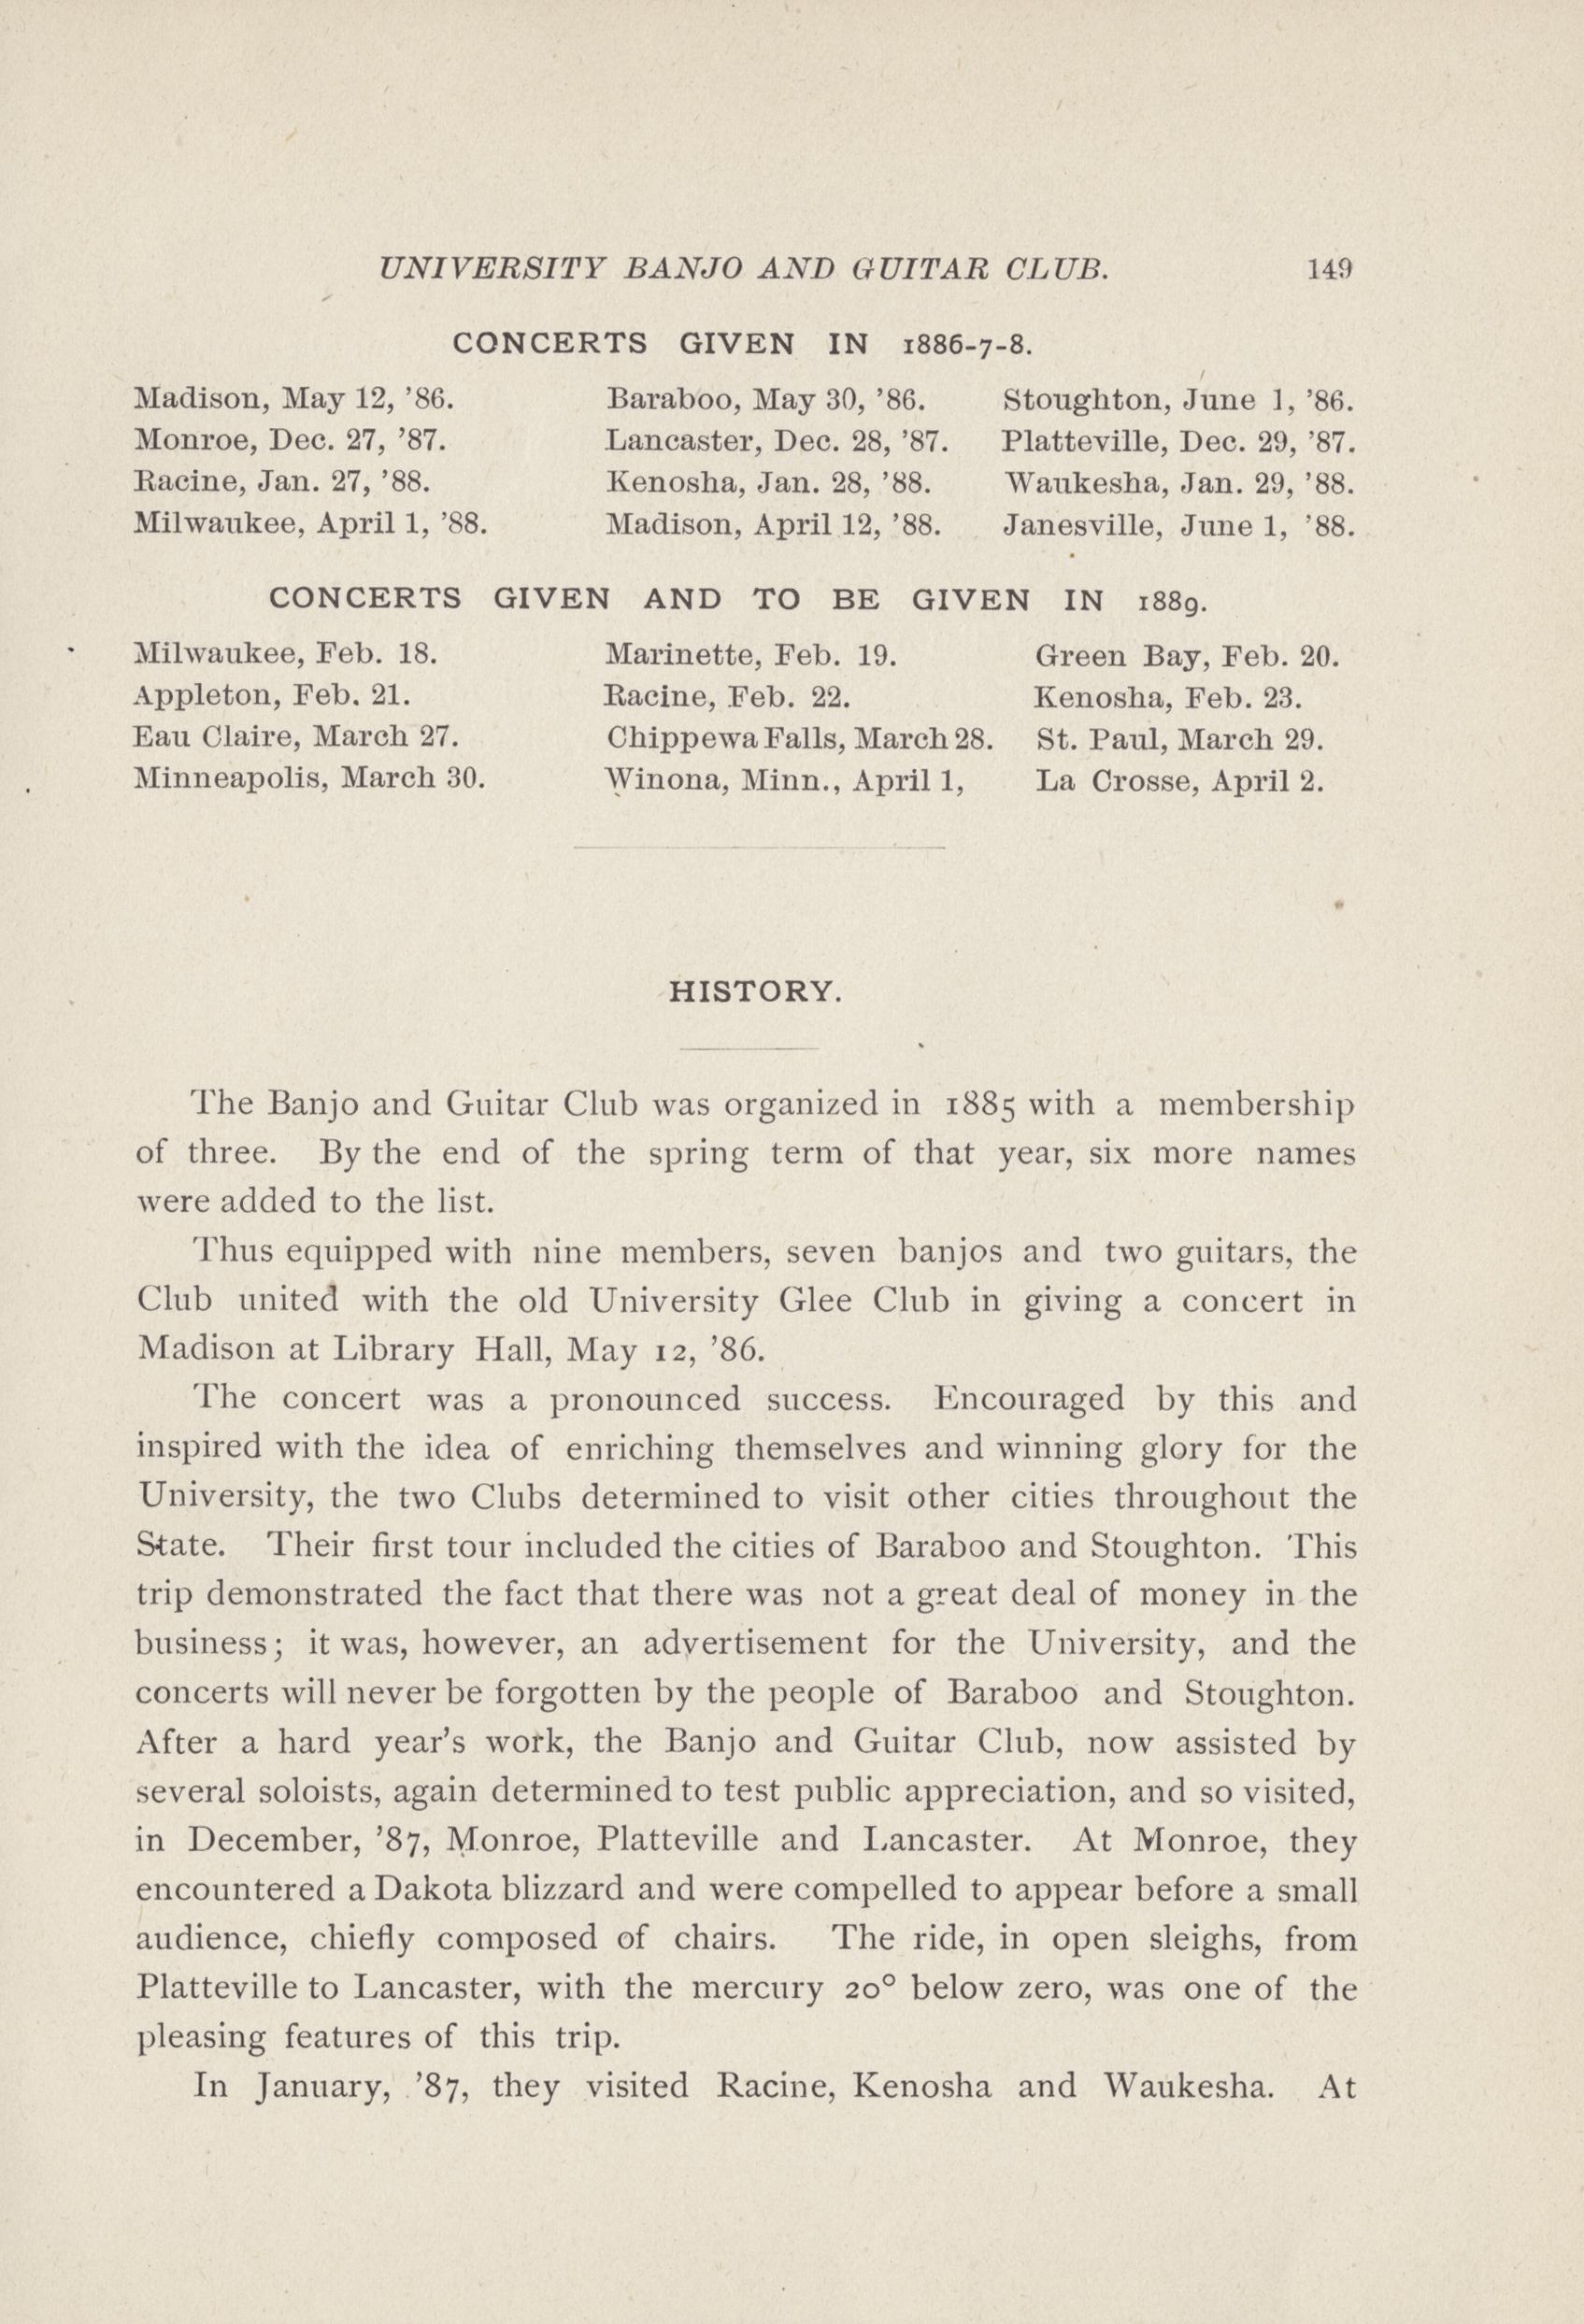 UNIVERSITY BANJO AND GUITAR CLUB. 149
CONCERTS GIVEN IN 1886-7-8.
Madison, May 12, ’86. Baraboo, May 30, ’86. Stoughton, June 1, ’86.
Monroe, Dec. 27, ’87. Lancaster, Dec. 28, ’87. Platteville, Dec. 29, ’87.
Racine, Jan. 27, ’88. Kenosha, Jan. 28, ’88. Waukesha, Jan. 29, ’88.
Milwaukee, April 1, ’88. Madison, April 12, ’88. Janesville, June 1, ’88.
CONCERTS GIVEN AND TO BE GIVEN IN 1889.
Milwaukee, Feb. 18. Marinette, Feb. 19. Green Bay, Feb. 20.
Appleton, Feb. 21. Racine, Feb. 22. Kenosha, Feb. 23.
Eau Claire, March 27. Chippewa Falls, March 28. St. Paul, March 29.
Minneapolis, March 30. Winona, Minn., April 1, La Crosse, April 2.
HISTORY.
The Banjo and Guitar Club was organized in 1885 with a membership
of three. By the end of the spring term of that year, six more names
were added to the list.
Thus equipped with nine members, seven banjos and two guitars, the
Club united with the old University Glee Club in giving a concert in
Madison at Library Hall, May 12, ’86.
The concert was a pronounced success. Encouraged by this and
inspired with the idea of enriching themselves and winning glory for the
University, the two Clubs determined to visit other cities throughout the
State. Their first tour included the cities of Baraboo and Stoughton. This
trip demonstrated the fact that there was not a great deal of money in the
business; it was, however, an advertisement for the University, and the
concerts will never be forgotten by the people of Baraboo and Stoughton.
After a hard year’s work, the Banjo and Guitar Club, now assisted by
several soloists, again determined to test public appreciation, and so visited,
in December, ’87, Monroe, Platteville and Lancaster. At Monroe, they
encountered a Dakota blizzard and were compelled to appear before a small
audience, chiefly composed of chairs. The ride, in open sleighs, from
Platteville to Lancaster, with the mercury 20° below zero, was one of the
pleasing features of this trip.
In January, ’87, they visited Racine, Kenosha and Waukesha. At